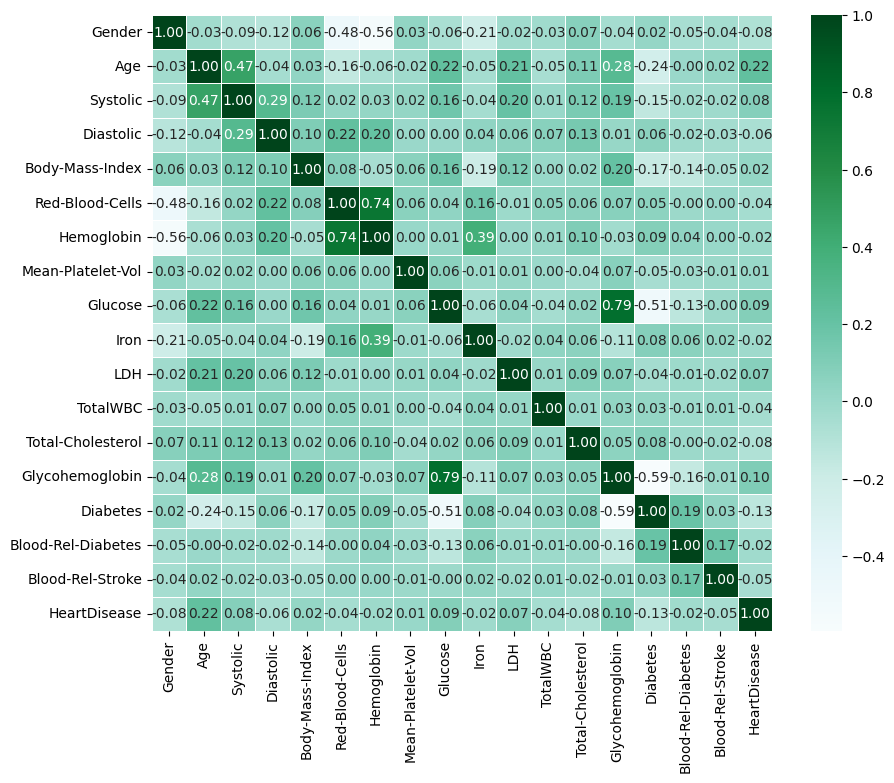 Gender 1.00 -0.03 -0.09 -0.12 0.06 -0.48 -0.56 0.03 -0.06 -0.21 -0.02 -0.03 0.07 -0.04 0.02 -0.05 -0.04 -0.08
Age -0.03 1.00 0.47 -0.04 0.03 -0.16 -0.06 -0.02 0.22 -0.05 0.21 -0.05 0.11 0.28 -0.24 -0.00 0.02 0.22
Systolic -0.09 0.47 1.00 0.29 0.12 0.02 0.03 0.02 0.16 -0.04 0.20 0.01 0.12 0.19 -0.15 -0.02 -0.02 0.08
Diastolic -0.12 -0.04 0.29 1.00 0.10 0.22 0.20 0.00 0.00 0.04 0.06 0.07 0.13 0.01 0.06 -0.02 -0.03 -0.06
Body-Mass-Index 0.06 0.03 0.12 0.10 1.00 0.08 -0.05 0.06 0.16 -0.19 0.12 0.00 0.02 0.20 -0.17 -0.14 -0.05 0.02
Red-Blood-Cells -0.48 -0.16 0.02 0.22 0.08 1.00 0.74 0.06 0.04 0.16 -0.01 0.05 0.06 0.07 0.05 -0.00 0.00 -0.04
Hemoglobin -0.56 -0.06 0.03 0.20 -0.05 0.74 1.00 0.00 0.01 0.39 0.00 0.01 0.10 -0.03 0.09 0.04 0.00 -0.02
Mean-Platelet-Vol 0.03 -0.02 0.02 0.00 0.06 0.06 0.00 1.00 0.06 -0.01 0.01 0.00 -0.04 0.07 -0.05 -0.03 -0.01 0.01
Glucose -0.06 0.22 0.16 0.00 0.16 0.04 0.01 0.06 1.00 -0.06 0.04 -0.04 0.02 0.79 -0.51 -0.13 -0.00 0.09
Iron -0.21 -0.05 -0.04 0.04 -0.19 0.16 0.39 -0.01 -0.06 1.00 -0.02 0.04 0.06 -0.11 0.08 0.06 0.02 -0.02
LDH -0.02 0.21 0.20 0.06 0.12 -0.01 0.00 0.01 0.04 -0.02 1.00 0.01 0.09 0.07 -0.04 -0.01 -0.02 0.07
TotalWBC -0.03 -0.05 0.01 0.07 0.00 0.05 0.01 0.00 -0.04 0.04 0.01 1.00 0.01 0.03 0.03 -0.01 0.01 -0.04
Total-Cholesterol 0.07 0.11 0.12 0.13 0.02 0.06 0.10 -0.04 0.02 0.06 0.09 0.01 1.00 0.05 0.08 -0.00 -0.02 -0.08
Glycohemoglobin -0.04 0.28 0.19 0.01 0.20 0.07 -0.03 0.07 0.79 -0.11 0.07 0.03 0.05 1.00 -0.59 -0.16 -0.01 0.10
Diabetes 0.02 -0.24 -0.15 0.06 -0.17 0.05 0.09 -0.05 -0.51 0.08 -0.04 0.03 0.08 -0.59 1.00 0.19 0.03 -0.13
Blood-Rel-Diabetes -0.05 -0.00 -0.02 -0.02 -0.14 -0.00 0.04 -0.03 -0.13 0.06 -0.01 -0.01 -0.00 -0.16 0.19 1.00 0.17 -0.02
Blood-Rel-Stroke -0.04 0.02 -0.02 -0.03 -0.05 0.00 0.00 -0.01 -0.00 0.02 -0.02 0.01 -0.02 -0.01 0.03 0.17 1.00 -0.05
HeartDisease -0.08 0.22 0.08 -0.06 0.02 -0.04 -0.02 0.01 0.09 -0.02 0.07 -0.04 -0.08 0.10 -0.13 -0.02 -0.05 1.00
Gender
Age
Systolic
Diastolic
Body-Mass-Index
Red-Blood-Cells
Hemoglobin
Mean-Platelet-Vol
Glucose
Iron
LDH
TotalWBC
Total-Cholesterol
Glycohemoglobin
Diabetes
Blood-Rel-Diabetes
Blood-Rel-Stroke
HeartDisease
1.0
0.8
0.6
0.4
0.2
0.0
−0.2
−0.4